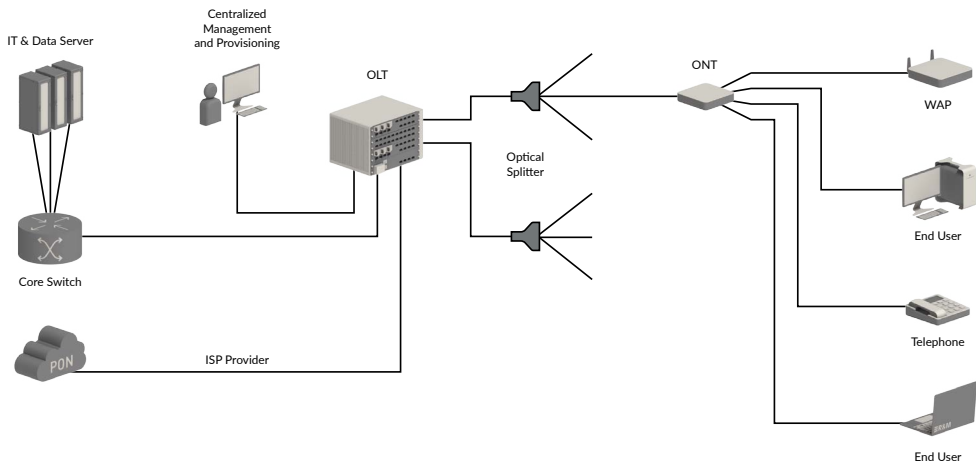 IT & Data Server
Centralized
Management
and Provisioning
OLT
ONT
WAP
Optical
Splitter
End User
Core Switch
Telephone
PON
ISP Provider
End User